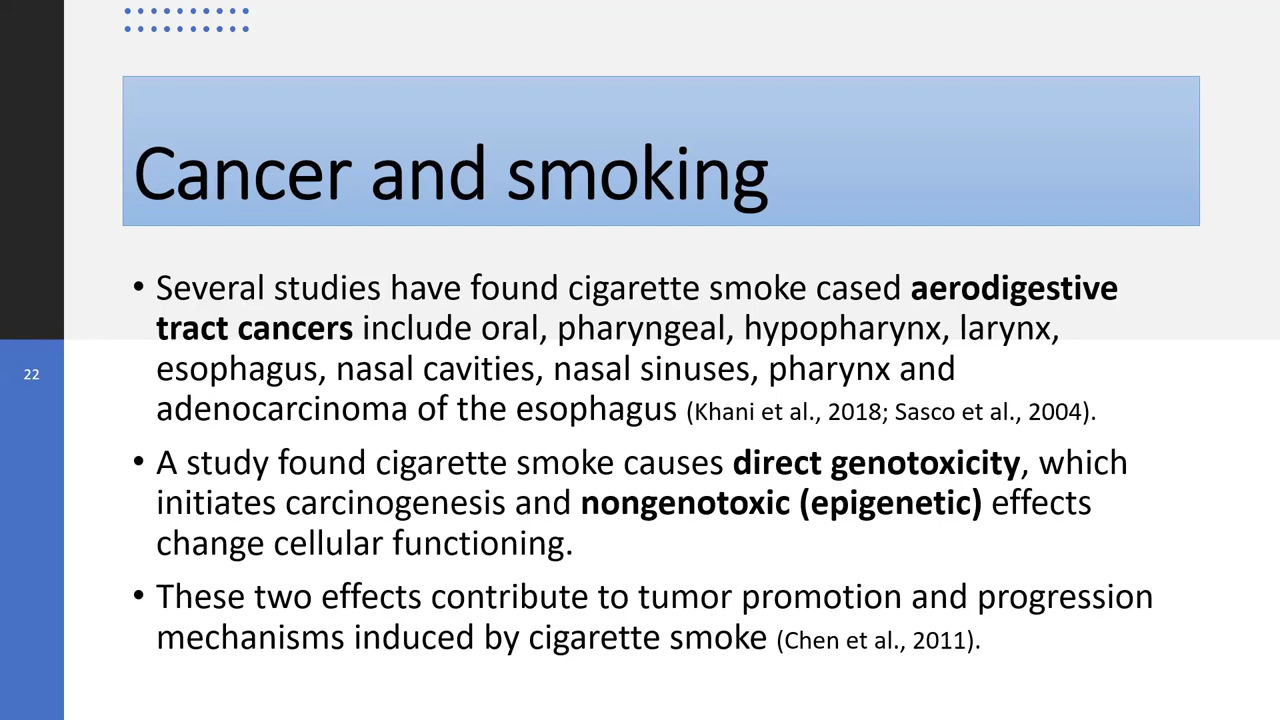 Cancer and smoking
• Several studies have found cigarette smoke cased aerodigestive
tract cancers include oral, pharyngeal, hypopharynx, larynx,
esophagus, nasal cavities, nasal sinuses, pharynx and
adenocarcinoma of the esophagus (Khani et al., 2018; Sasco et al., 2004).
• A study found cigarette smoke causes direct genotoxicity, which
initiates carcinogenesis and nongenotoxic (epigenetic) effects
change cellular functioning.
• These two effects contribute to tumor promotion and progression
mechanisms induced by cigarette smoke (Chen et al., 2011).
22